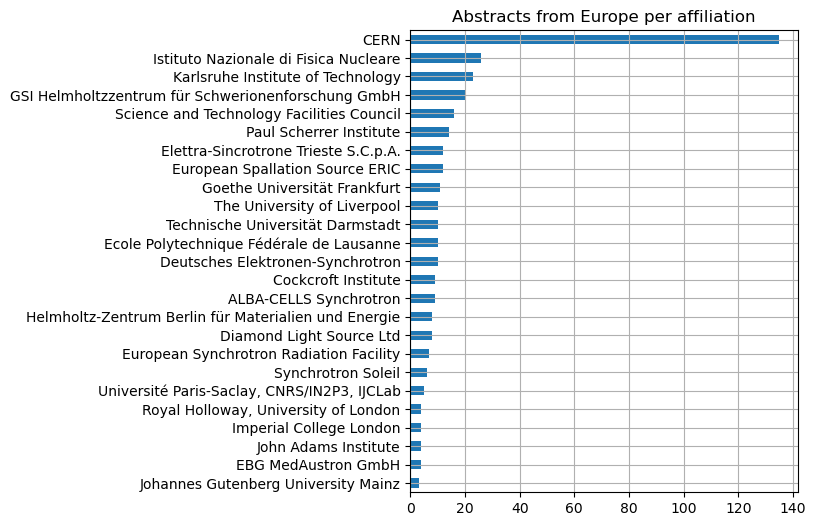 Abstracts from Europe per affiliation
CERN
Istituto Nazionale di Fisica Nucleare
Karlsruhe Institute of Technology
GSI Helmholtzzentrum für Schwerionenforschung GmbH
Science and Technology Facilities Council
Paul Scherrer Institute
Elettra-Sincrotrone Trieste S.C.p.A.
European Spallation Source ERIC
Goethe Universität Frankfurt
The University of Liverpool
Technische Universität Darmstadt
Ecole Polytechnique Fédérale de Lausanne
Deutsches Elektronen-Synchrotron
Cockcroft Institute
ALBA-CELLS Synchrotron
Helmholtz-Zentrum Berlin für Materialien und Energie
Diamond Light Source Ltd
European Synchrotron Radiation Facility
Synchrotron Soleil
Université Paris-Saclay, CNRS/IN2P3, IJCLab
Royal Holloway, University of London
Imperial College London
John Adams Institute
EBG MedAustron GmbH
Johannes Gutenberg University Mainz
0 20 40 60 80 100 120 140